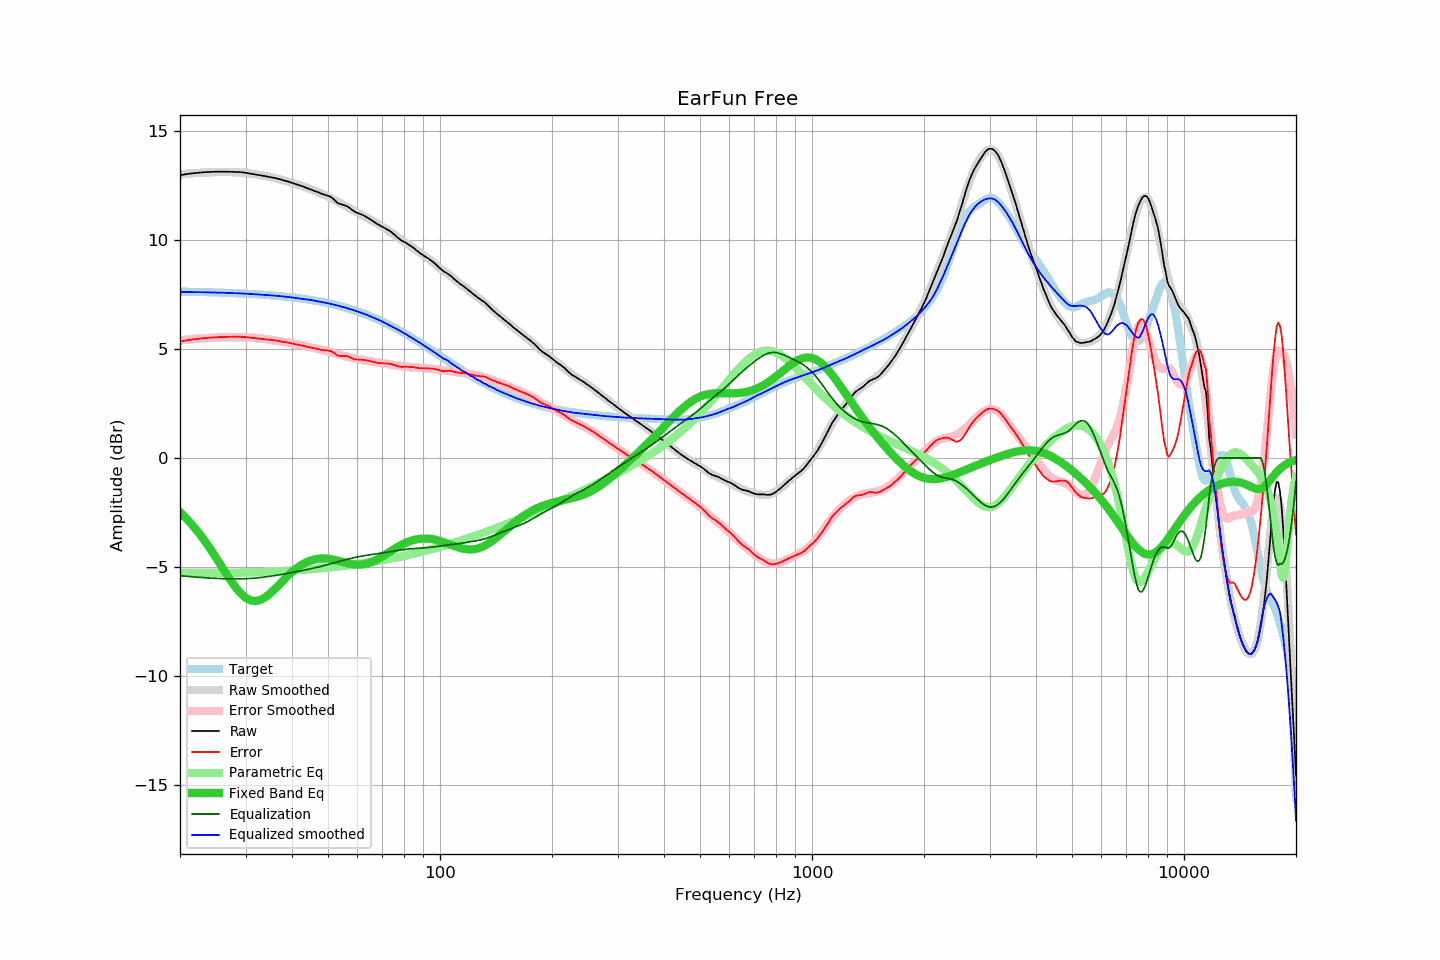 EarFun Free
15
10
5
0
−5
−10
−15
Amplitude (dBr)
Target
Raw Smoothed
Error Smoothed
Raw
Error
Parametric Eq
Fixed Band Eq
Equalization
Equalized smoothed
100
1000
10000
Frequency (Hz)